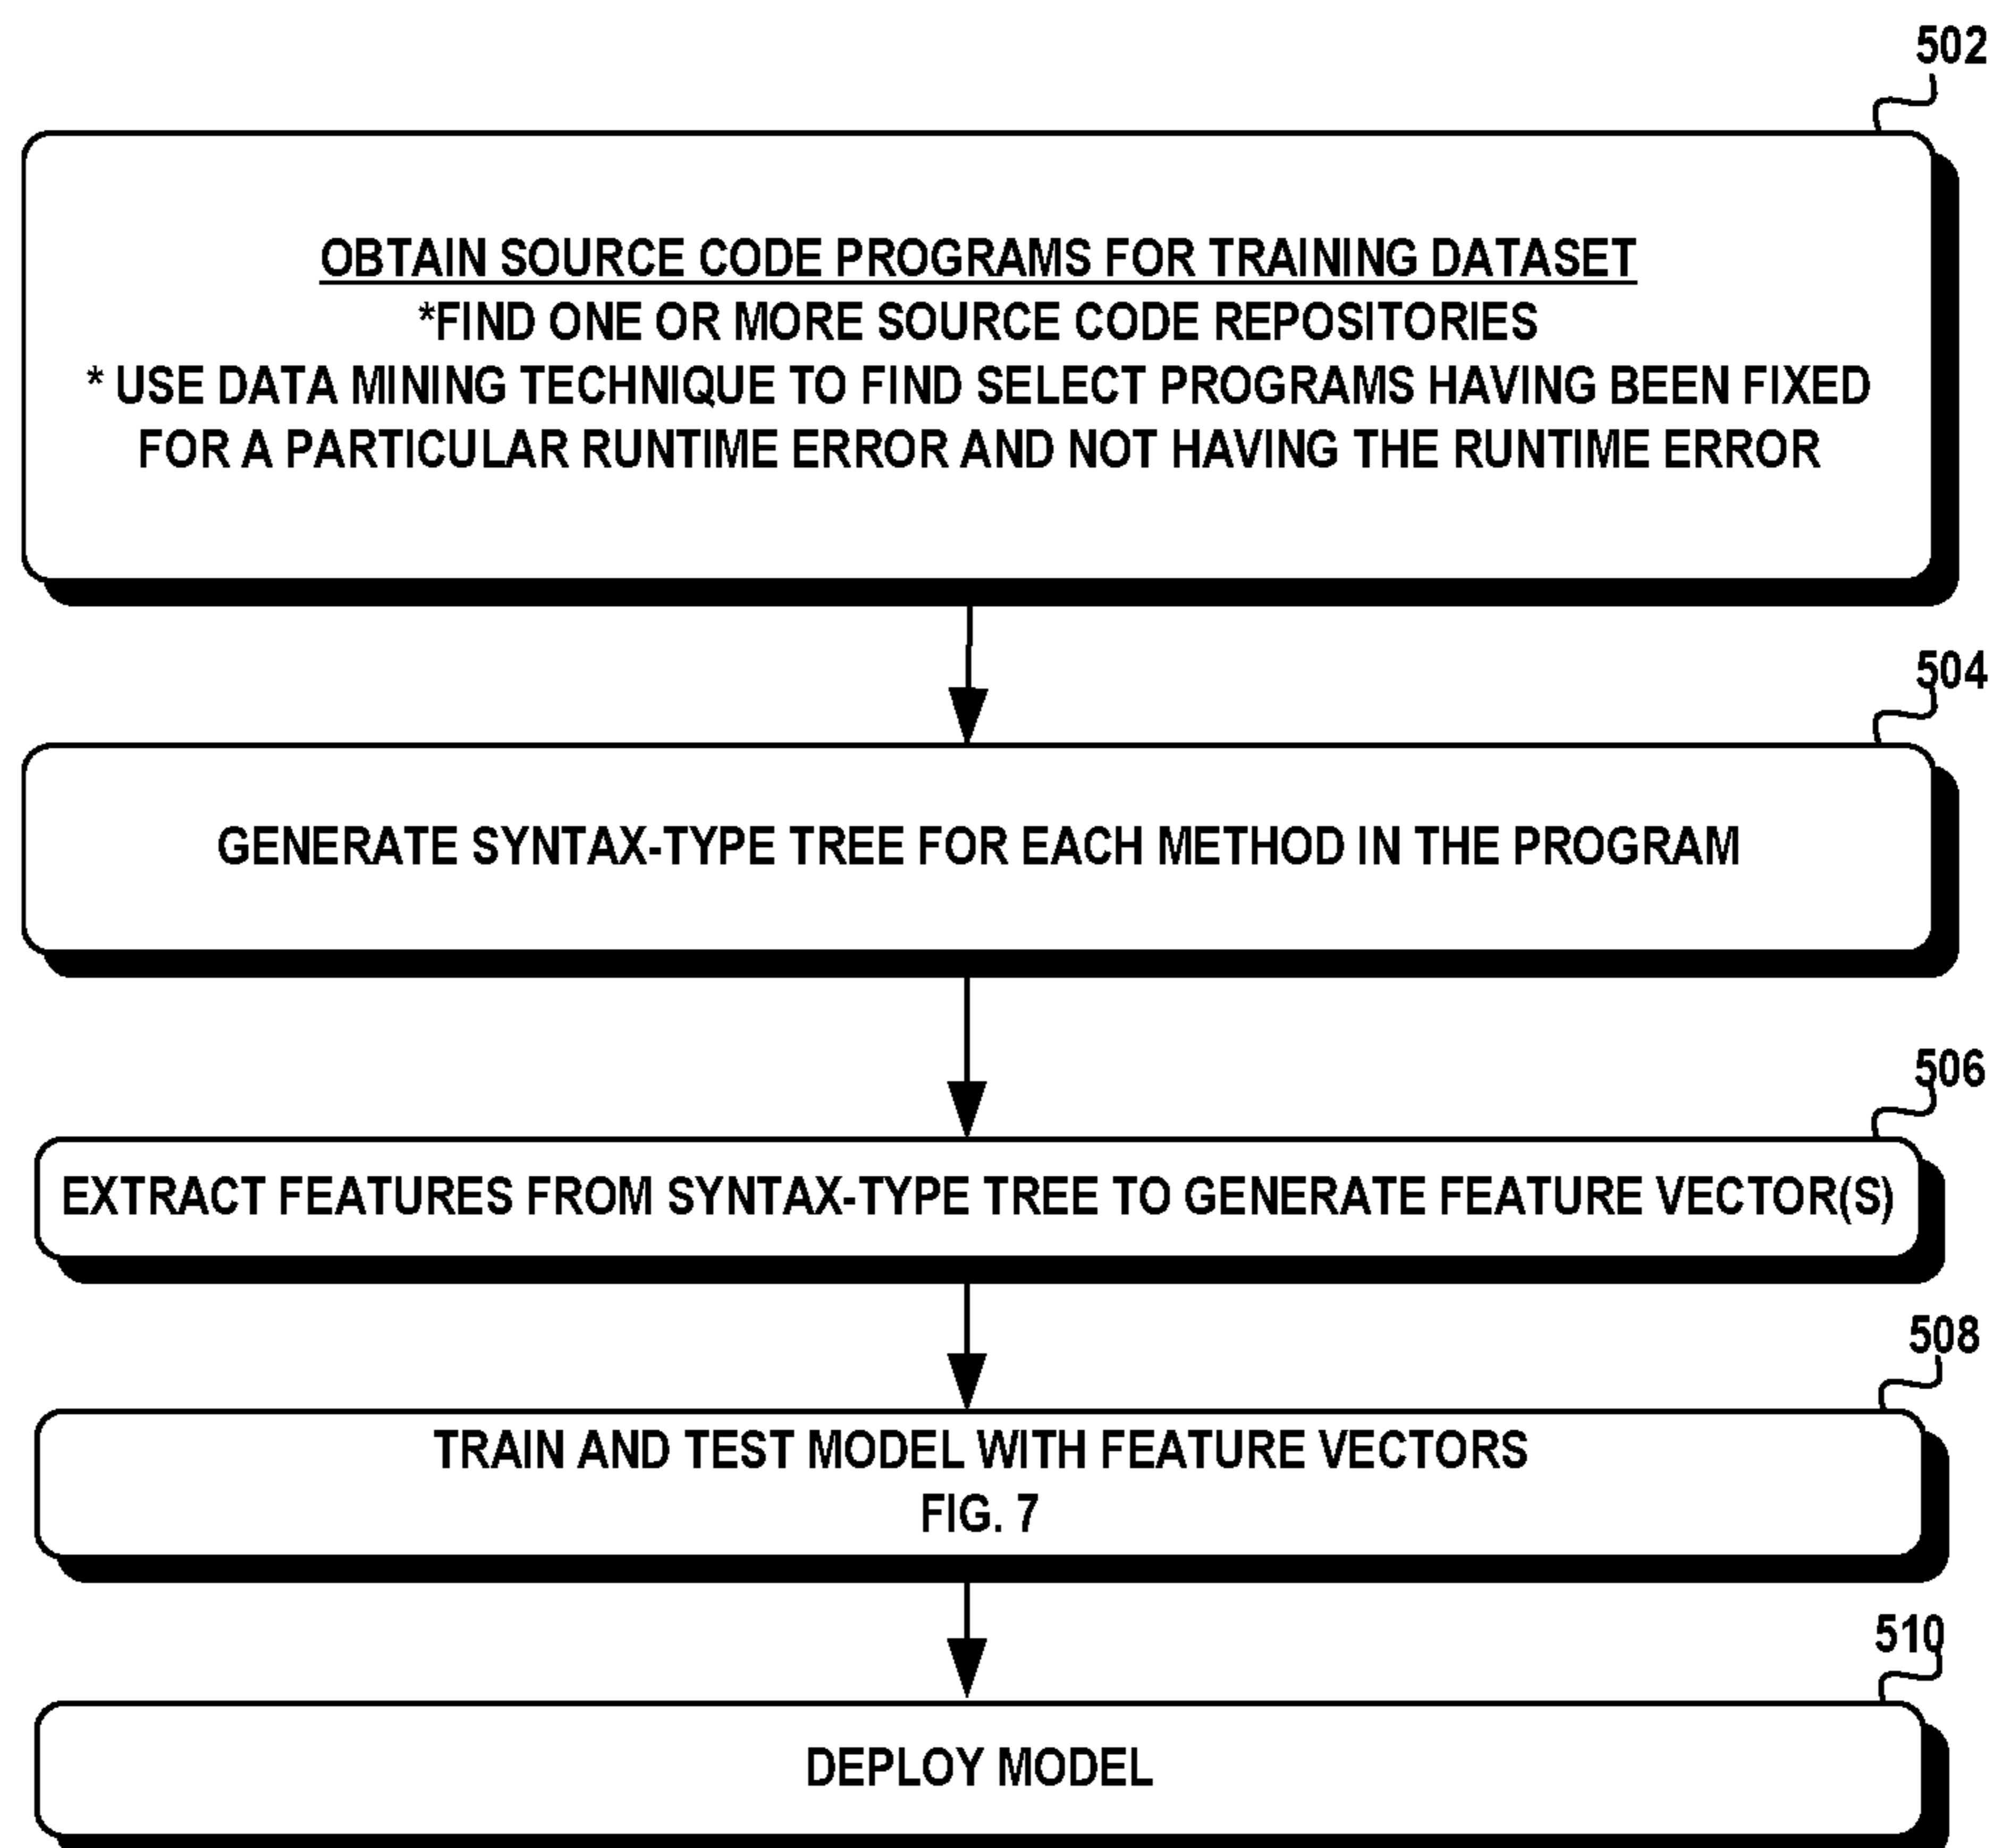 502
OBTAIN SOURCE CODE PROGRAMS FOR TRAINING DATASET
*FIND ONE OR MORE SOURCE CODE REPOSITORIES
* USE DATA MINING TECHNIQUE TO FIND SELECT PROGRAMS HAVING BEEN FIXED
FOR A PARTICULAR RUNTIME ERROR AND NOT HAVING THE RUNTIME ERROR
504
GENERATE SYNTAX-TYPE TREE FOR EACH METHOD IN THE PROGRAM
506
EXTRACT FEATURES FROM SYNTAX-TYPE TREE TO GENERATE FEATURE VECTOR(S)
508
TRAIN AND TEST MODEL WITH FEATURE VECTORS
FIG. 7
510
DEPLOY MODEL